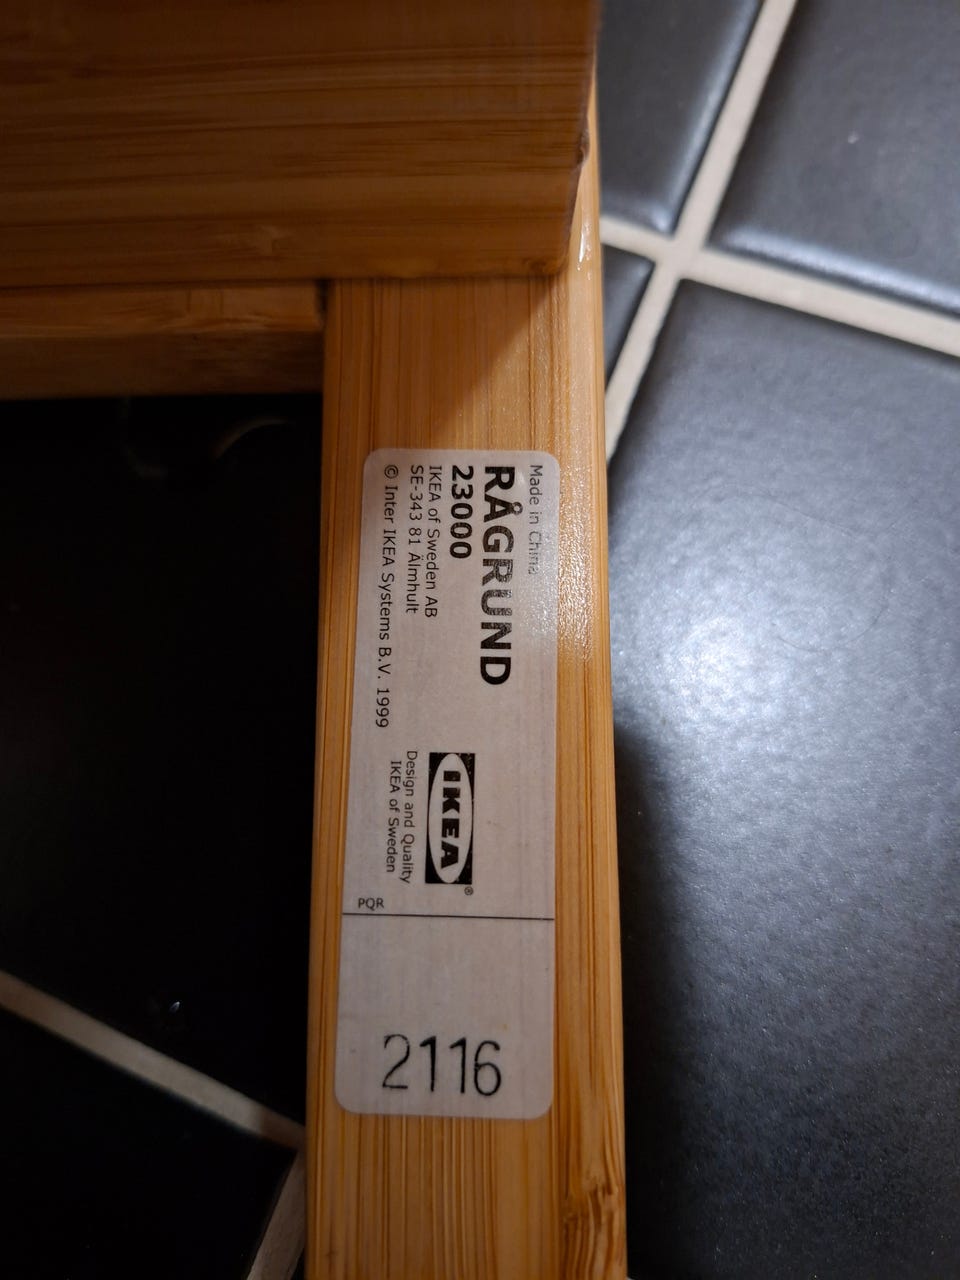 Made in China
RÅGRUND
23000
IKEA of Sweden AB
SE-343 81 Älmhult
© Inter IKEA Systems B.V. 1999
IKEA®
Design and Quality
IKEA of Sweden
PQR
2116